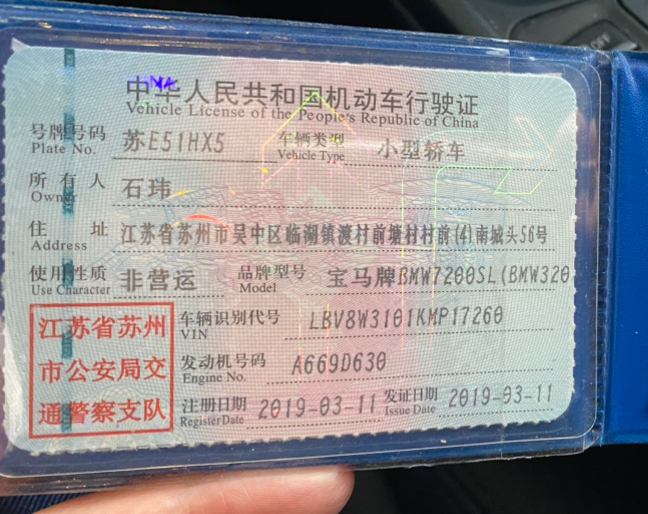 中华人民共和国机动车行驶证
Vehicle License of the People's Republic of China
号牌号码 苏E51HX5 车辆类型 小型轿车
Plate No. Vehicle Type
所有人 石玮
Owner
住址 江苏省苏州市吴中区临湖镇渡村前塘村村前(4)南城头56号
Address
使用性质 非营运 品牌型号 宝马牌BMW7200SL(BMW320
Use Character Model
江苏省苏州
市公安局交
通警察支队
车辆识别代号 LBV8W3101KMP17260
VIN
发动机号码 A669D630
Engine No.
注册日期 2019-03-11 发证日期 2019-03-11
Register Date Issue Date